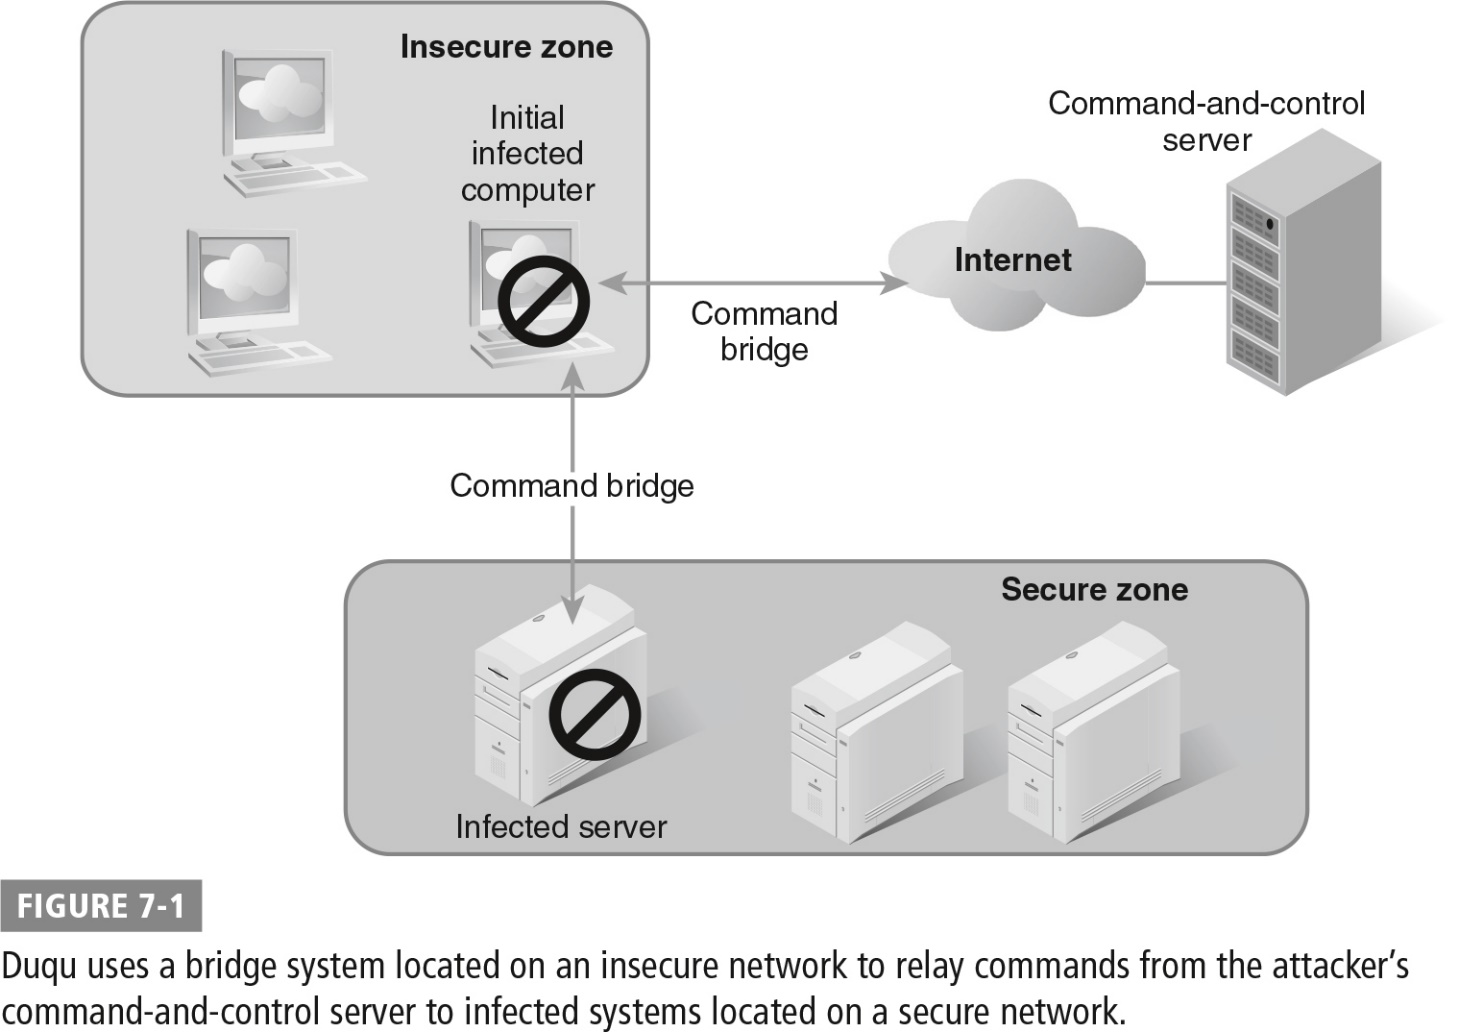 Insecure zone
Initial
infected
computer
Command-and-control
server
Internet
Command
bridge
Command bridge
Secure zone
Infected server
FIGURE 7-1
Duqu uses a bridge system located on an insecure network to relay commands from the attacker’s
command-and-control server to infected systems located on a secure network.